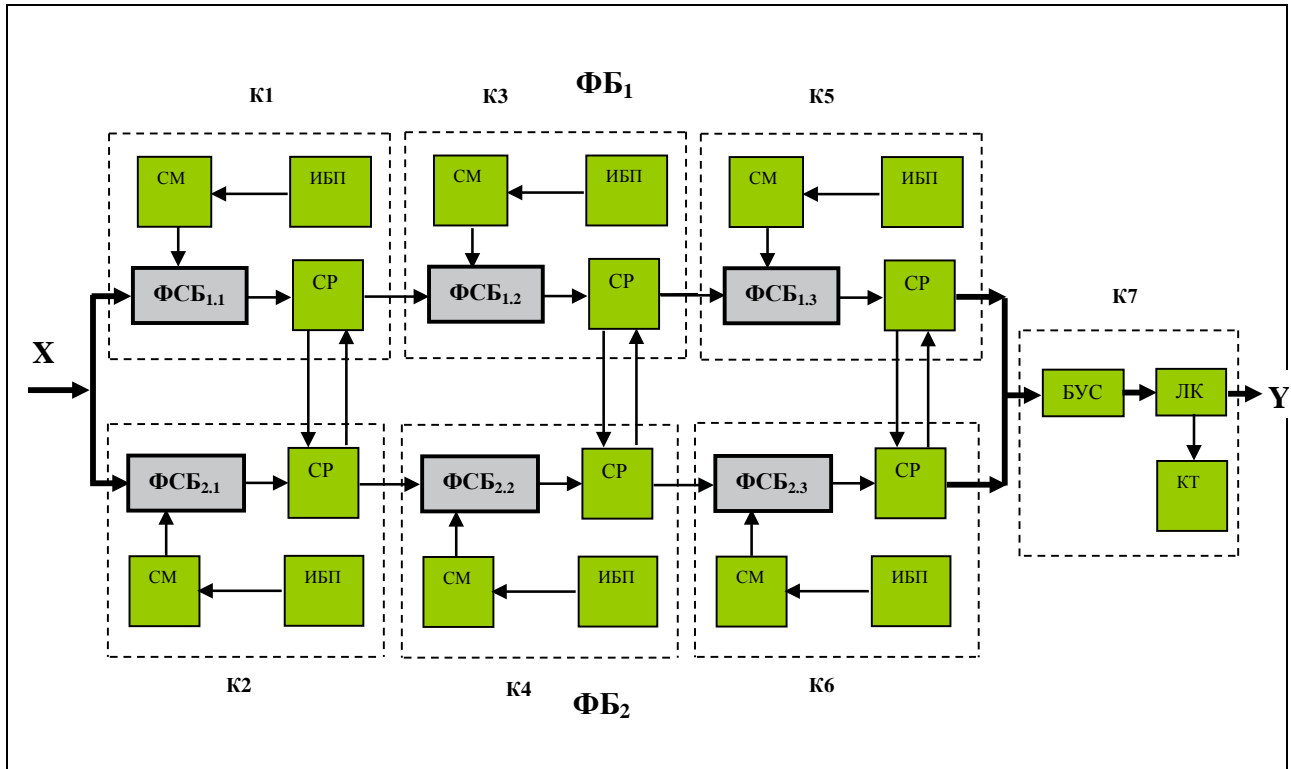 ФБ₁
К1
К3
К5
СМ
ИБП
СМ
ИБП
СМ
ИБП
ФСБ₁.₁
СР
ФСБ₁.₂
СР
ФСБ₁.₃
СР
К7
X
БУС
ЛК
Y
ФСБ₂.₁
СР
ФСБ₂.₂
СР
ФСБ₂.₃
СР
КТ
СМ
ИБП
СМ
ИБП
СМ
ИБП
К2
К4
К6
ФБ₂